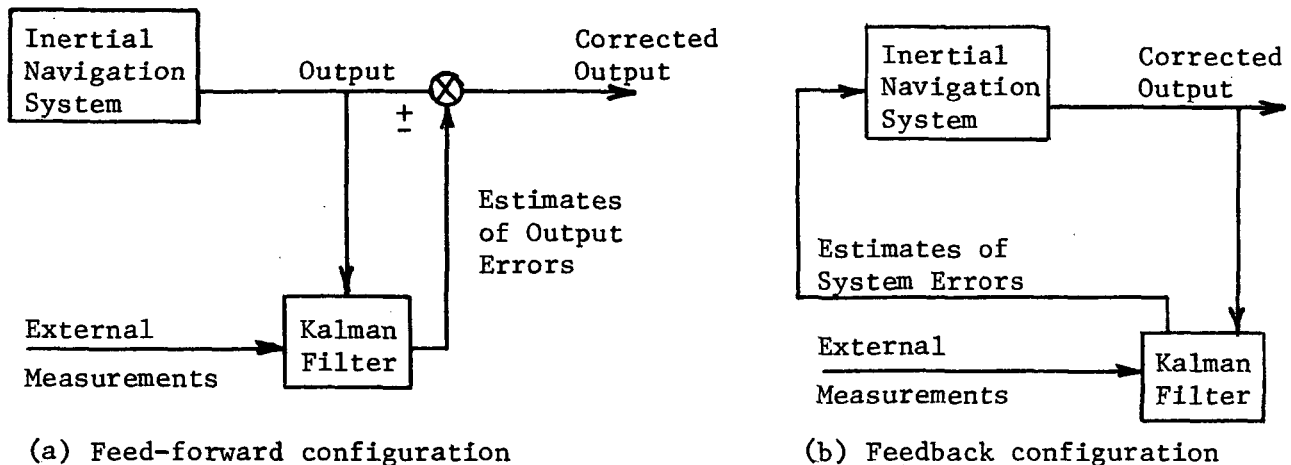 Inertial
Navigation
System
Output
Corrected
Output
+
-
Estimates
of Output
Errors
External
Measurements
Kalman
Filter
(a) Feed-forward configuration
Inertial
Navigation
System
Corrected
Output
Estimates of
System Errors
External
Measurements
Kalman
Filter
(b) Feedback configuration